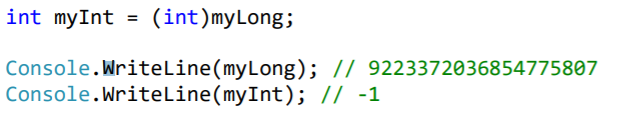 int myInt = (int)myLong;
Console.WriteLine(myLong); // 9223372036854775807
Console.WriteLine(myInt); // -1